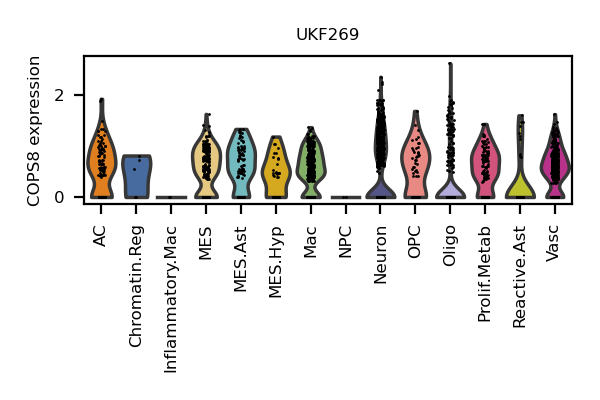 UKF269
COPS8 expression
2
0
AC
Chromatin.Reg
Inflammatory.Mac
MES
MES.Ast
MES.Hyp
Mac
NPC
Neuron
OPC
Oligo
Prolif.Metab
Reactive.Ast
Vasc